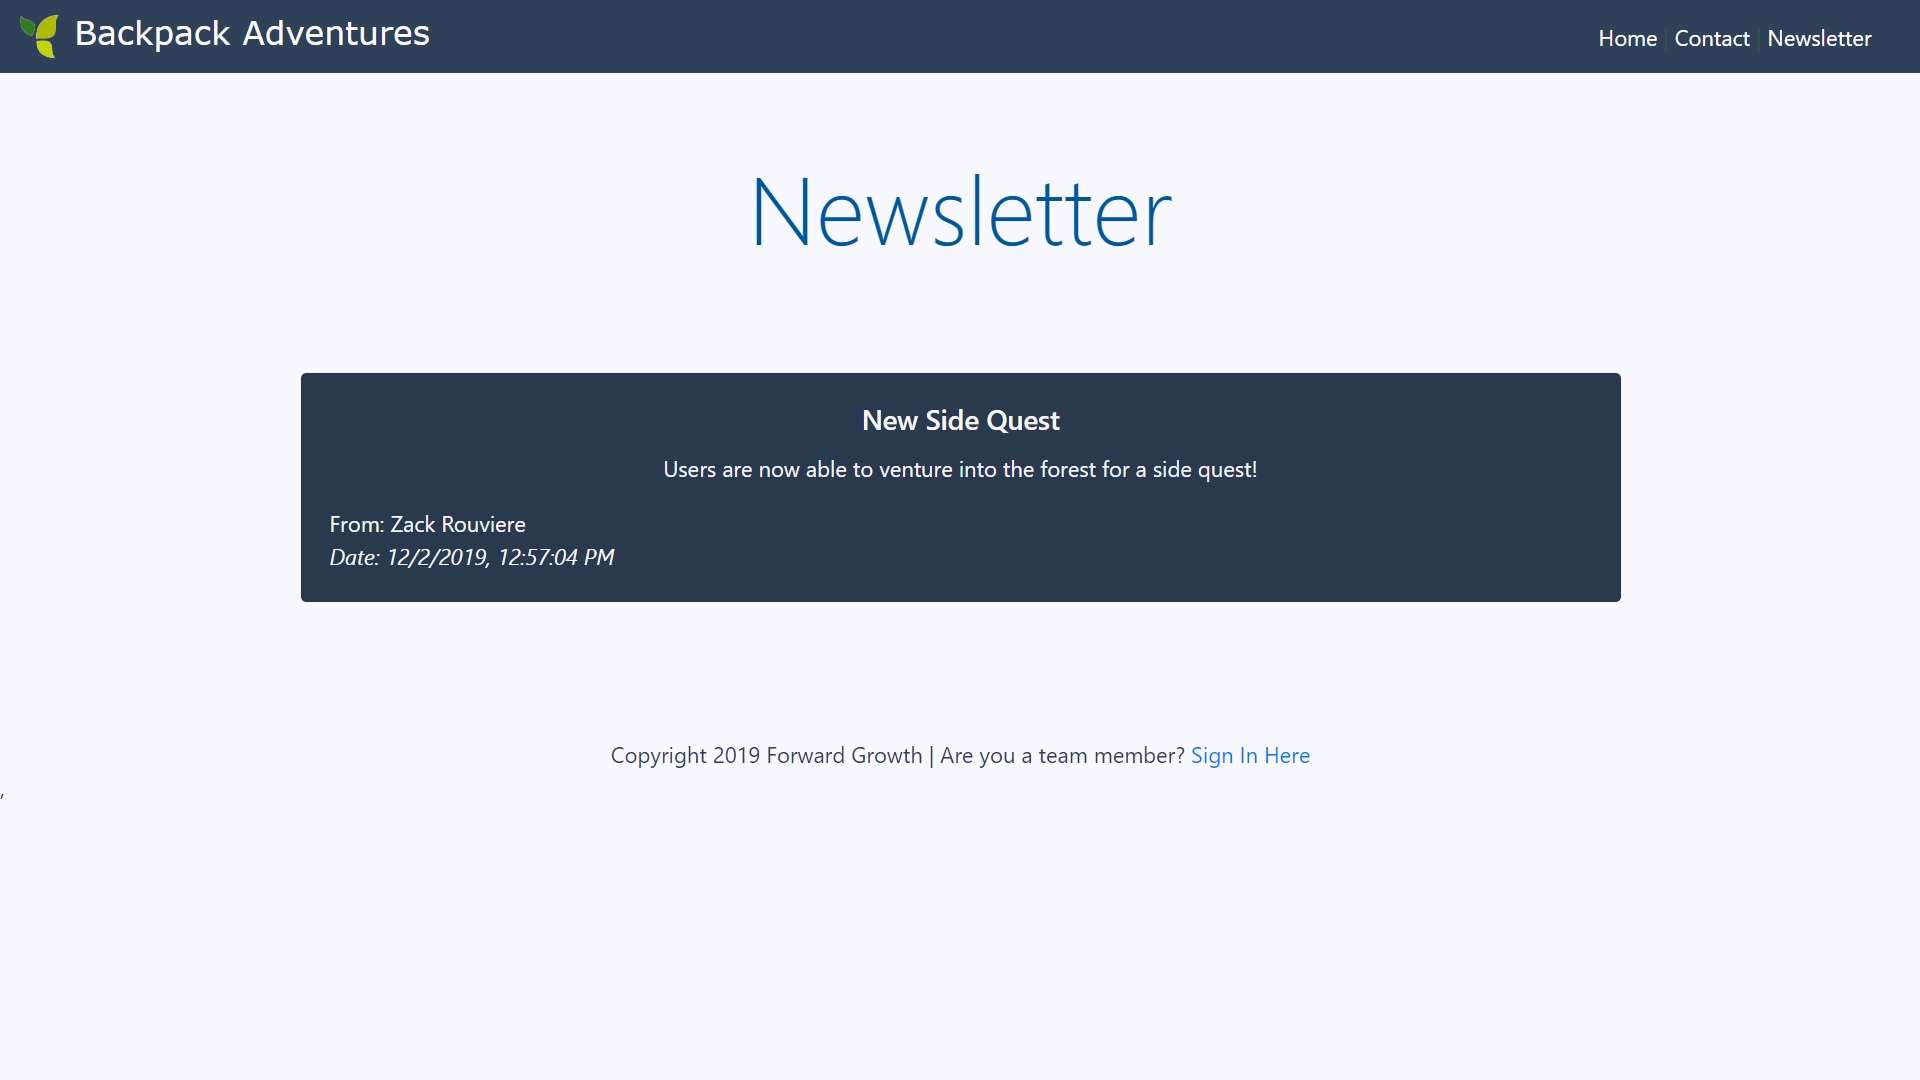 Backpack Adventures
Home | Contact | Newsletter
Newsletter
New Side Quest
Users are now able to venture into the forest for a side quest!
From: Zack Rouviere
Date: 12/2/2019, 12:57:04 PM
Copyright 2019 Forward Growth | Are you a team member? Sign In Here
,